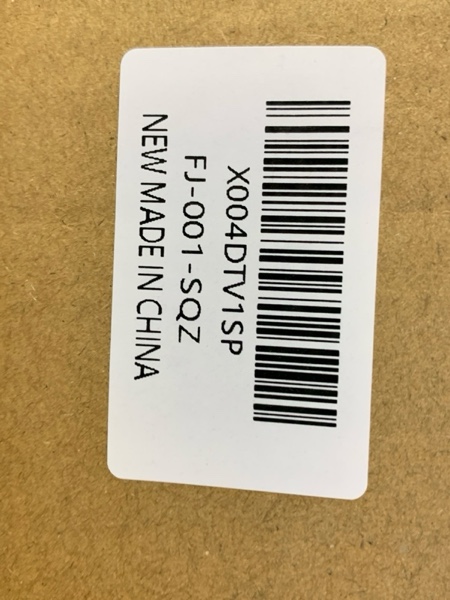 X004DTV1SP
FJ-001-SQZ
NEW MADE IN CHINA